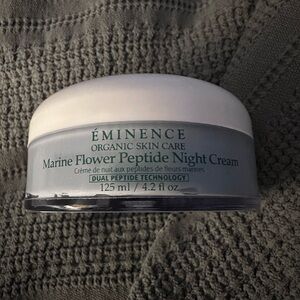 ÉMINENCE
ORGANIC SKIN CARE
Marine Flower Peptide Night Cream
Crème de nuit aux peptides de fleurs marines
DUAL PEPTIDE TECHNOLOGY
125 ml / 4.2 fl oz